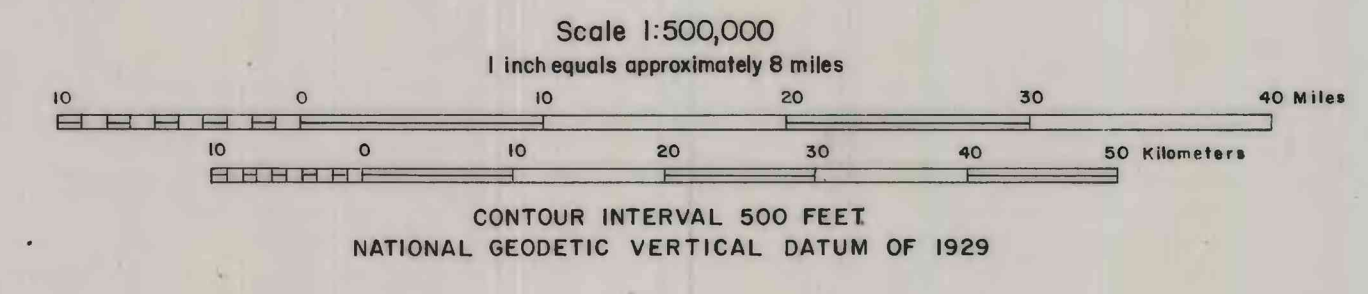 Scale 1:500,000
1 inch equals approximately 8 miles
10 0 10 20 30 40 Miles
10 0 10 20 30 40 50 Kilometers
CONTOUR INTERVAL 500 FEET
NATIONAL GEODETIC VERTICAL DATUM OF 1929